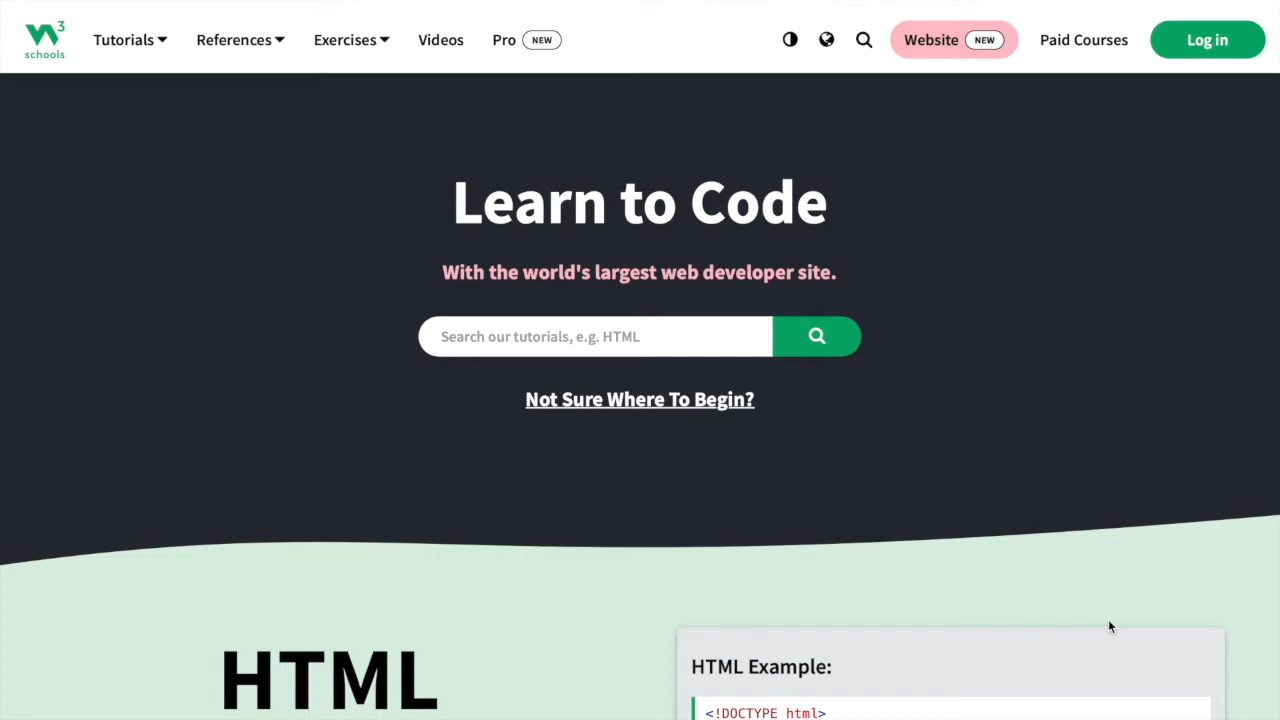 W3 schools
Tutorials References Exercises Videos Pro NEW Website NEW Paid Courses Log in
Learn to Code
With the world's largest web developer site.
Search our tutorials, e.g. HTML
Not Sure Where To Begin?
HTML
HTML Example:
<!DOCTYPE html>